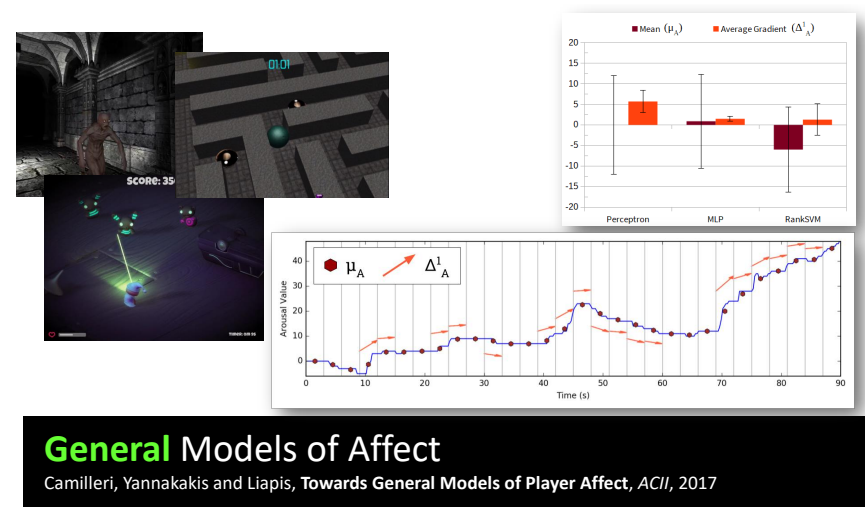 01:01
SCORE: 35
Mean (μA) Average Gradient (Δ¹A)
20
15
10
5
0
-5
-10
-15
-20
Perceptron MLP RankSVM
μA Δ¹A
Arousal Value
40
30
20
10
0
0 10 20 30 40 50 60 70 80 90
Time (s)
General Models of Affect
Camilleri, Yannakakis and Liapis, Towards General Models of Player Affect, ACII, 2017